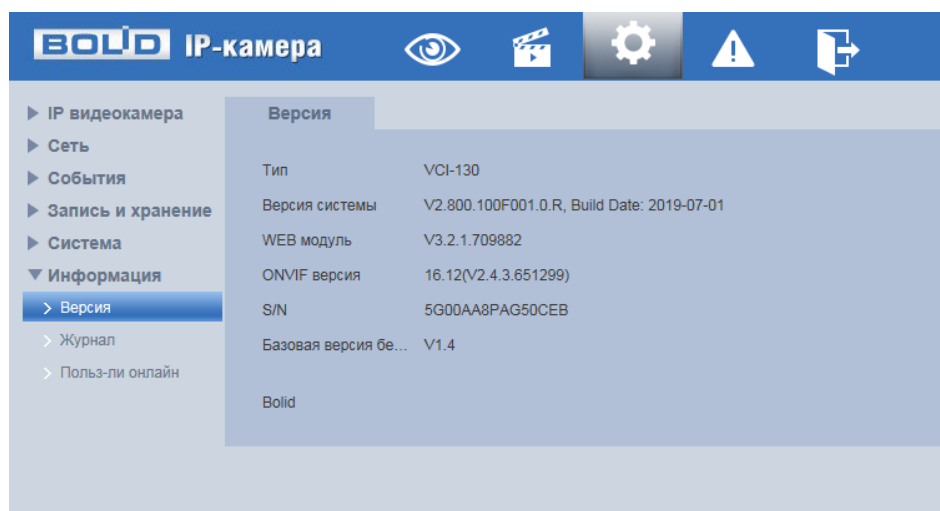 BOLID IP-камера
IP видеокамера
Сеть
События
Запись и хранение
Система
Информация
Версия
Журнал
Польз-ли онлайн
Версия
Тип VCI-130
Версия системы V2.800.100F001.0.R, Build Date: 2019-07-01
WEB модуль V3.2.1.709882
ONVIF версия 16.12(V2.4.3.651299)
S/N 5G00AA8PAG50CEB
Базовая версия бе... V1.4
Bolid